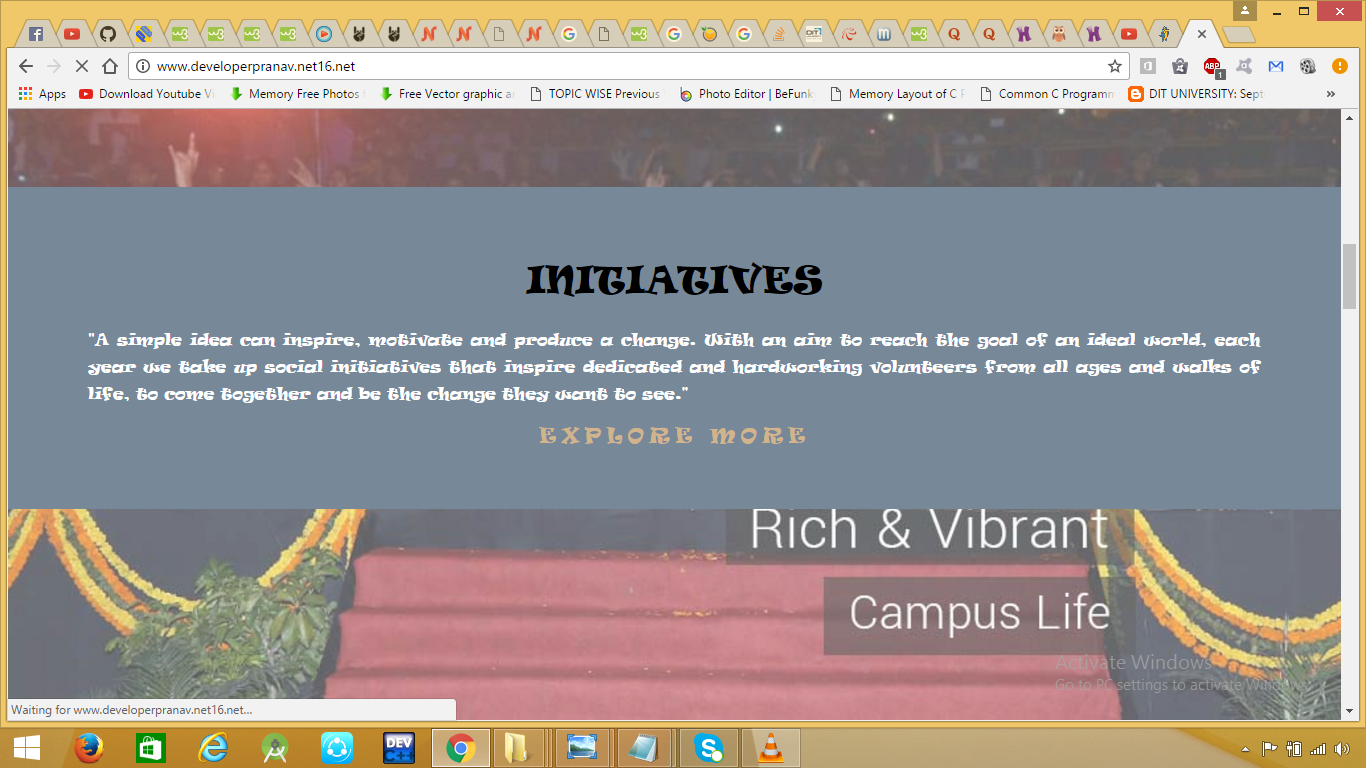 www.developerpranav.net16.net
1
Apps
Download Youtube Vi
Memory Free Photos
Free Vector graphic a
TOPIC WISE Previous
Photo Editor | BeFunk
Memory Layout of C P
Common C Programm
DIT UNIVERSITY: Sept
»
INITIATIVES
"A simple idea can inspire, motivate and produce a change. With an aim to reach the goal of an ideal world, each
year we take up social initiatives that inspire dedicated and hardworking volunteers from all ages and walks of
life, to come together and be the change they want to see."
EXPLORE MORE
Rich & Vibrant
Campus Life
Activate Windows
Go to PC settings to activate Windows.
Waiting for www.developerpranav.net16.net...
DEV
C++